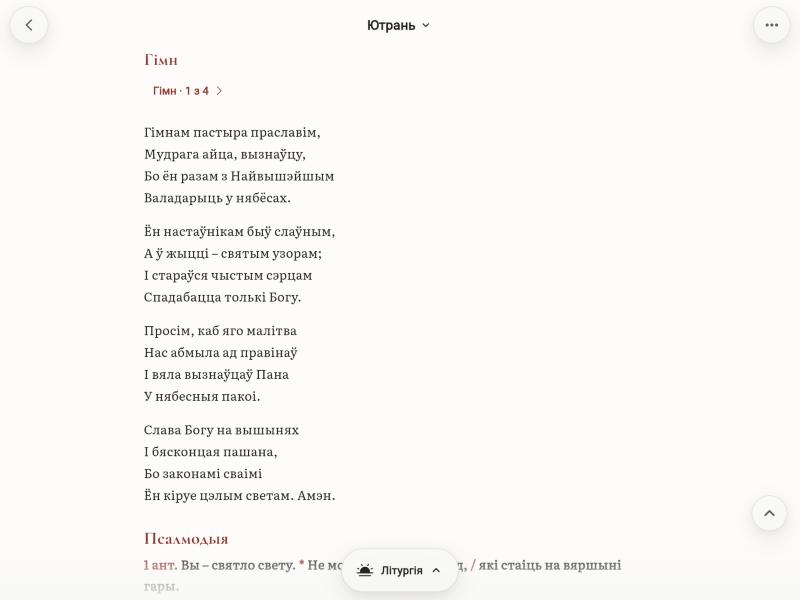 Ютрань
Гімн
Гімн · 1 з 4
Гімнам пастыра праславім,
Мудрага айца, вызнаўцу,
Бо ён разам з Найвышэйшым
Валадарыць у нябёсах.
Ён настаўнікам быў слаўным,
А ў жыцці – святым узорам;
І стараўся чыстым сэрцам
Спадабацца толькі Богу.
Просім, каб яго малітва
Нас абмыла ад правінаў
І вяла вызнаўцаў Пана
У нябесныя пакоі.
Слава Богу на вышынях
І бясконцая пашана,
Бо законамі сваімі
Ён кіруе цэлым светам. Амэн.
Псалмодыя
1 ант. Вы – святло свету. * Не / які стаіць на вяршыні
гары.
Літургія